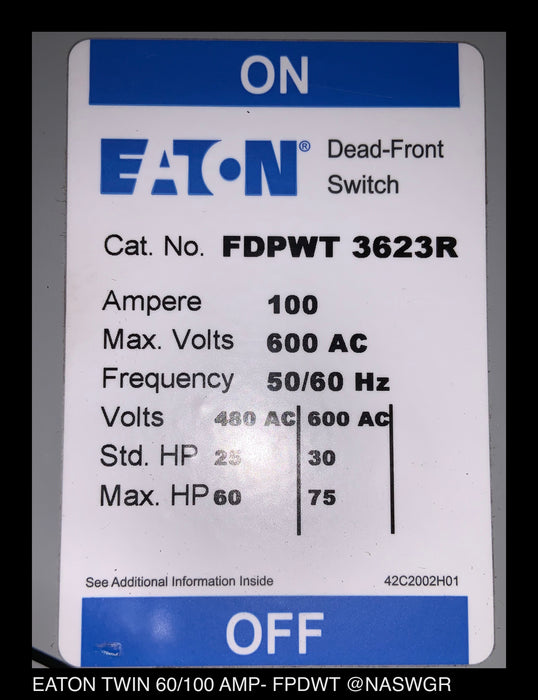 ON
EATON® Dead-Front
Switch
Cat. No. FDPWT 3623R
Ampere 100
Max. Volts 600 AC
Frequency 50/60 Hz
Volts 480 AC 600 AC
Std. HP 25 30
Max. HP 60 75
See Additional Information Inside 42C2002H01
OFF
EATON TWIN 60/100 AMP- FPDWT @NASWGR